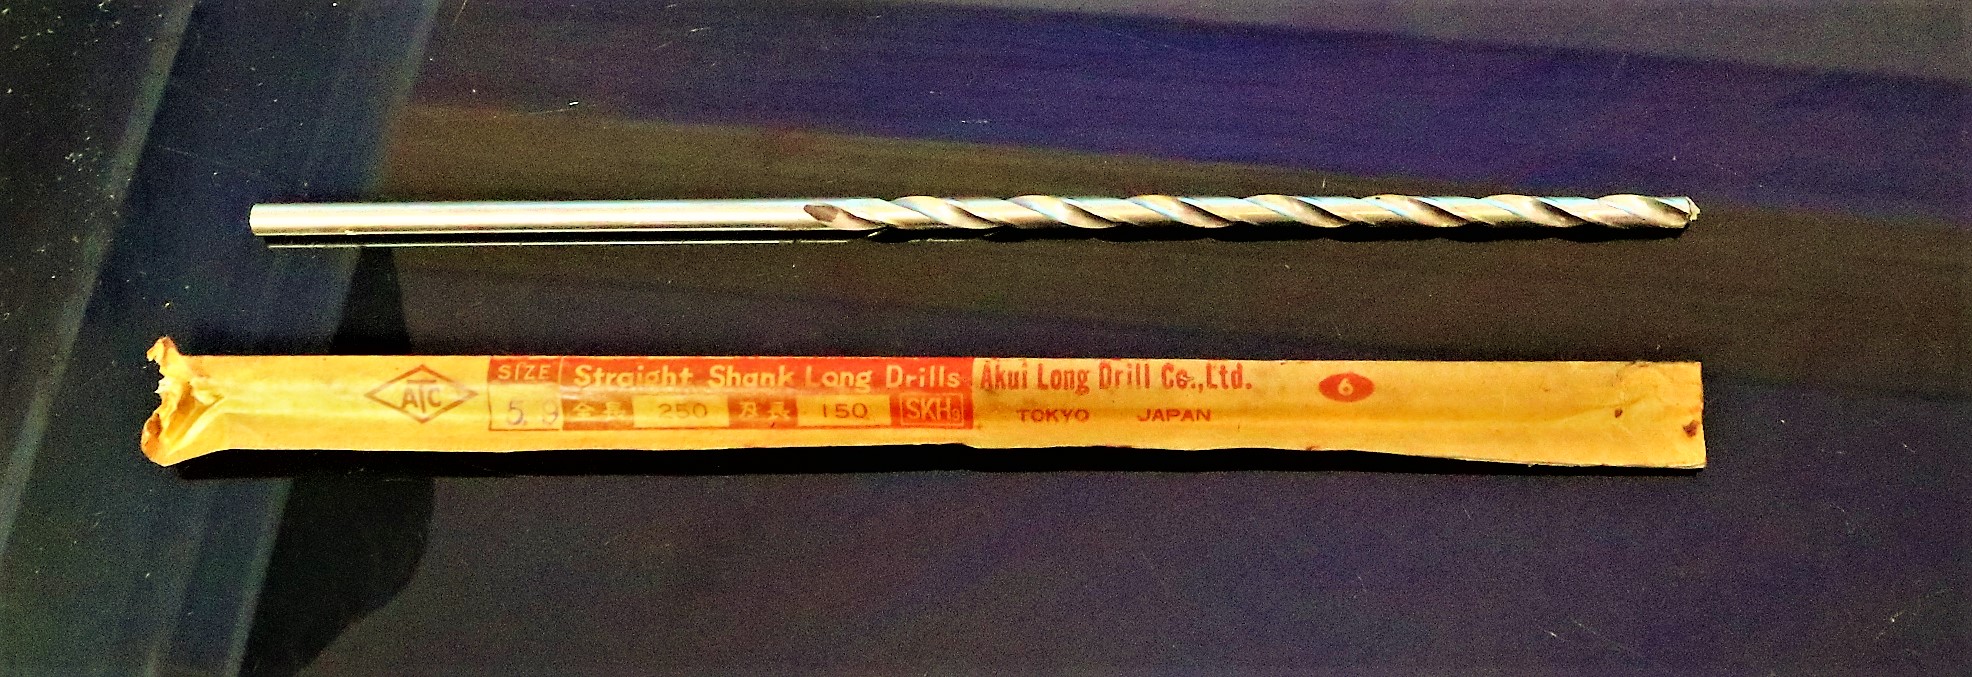 ATC
SIZE Straight Shank Long Drills Akui Long Drill Co.,Ltd. 6
5.9 全長 250 刃長 150 SKH9 TOKYO JAPAN